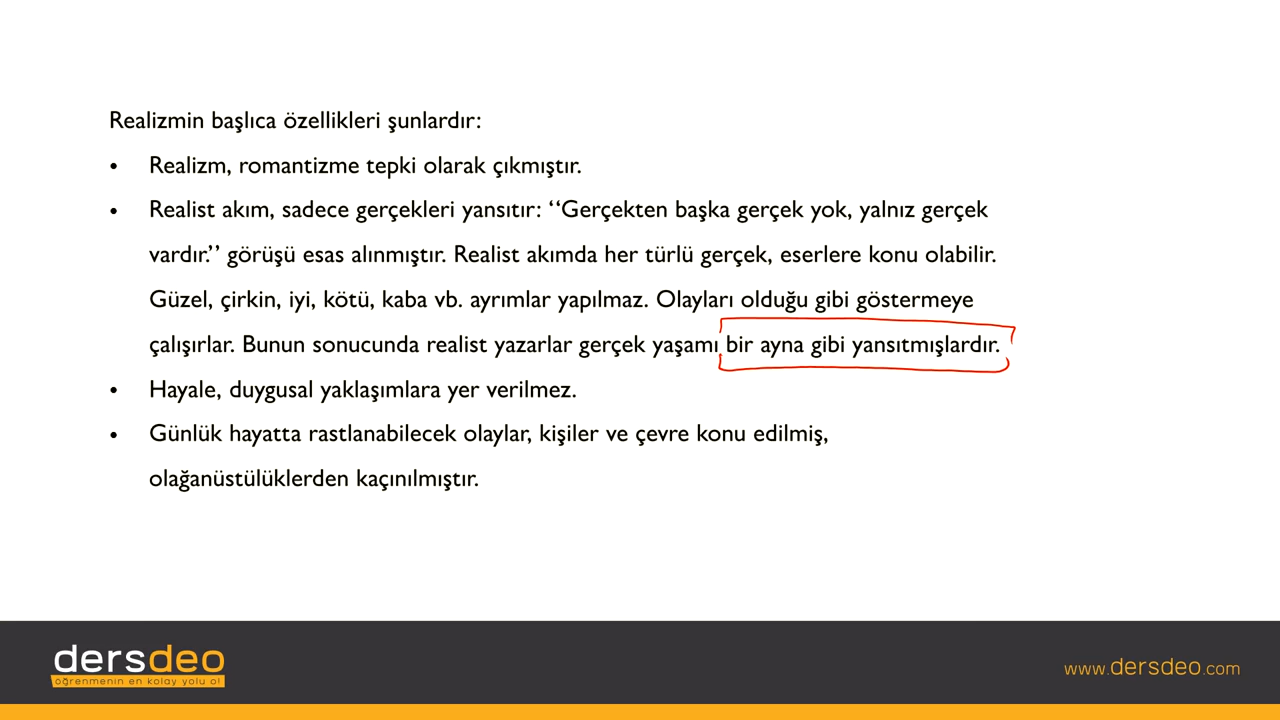 Realizmin başlıca özellikleri şunlardır:
• Realizm, romantizme tepki olarak çıkmıştır.
• Realist akım, sadece gerçekleri yansıtır: ‘‘Gerçekten başka gerçek yok, yalnız gerçek
vardır.’’ görüşü esas alınmıştır. Realist akımda her türlü gerçek, eserlere konu olabilir.
Güzel, çirkin, iyi, kötü, kaba vb. ayrımlar yapılmaz. Olayları olduğu gibi göstermeye
çalışırlar. Bunun sonucunda realist yazarlar gerçek yaşamı bir ayna gibi yansıtmışlardır.
• Hayale, duygusal yaklaşımlara yer verilmez.
• Günlük hayatta rastlanabilecek olaylar, kişiler ve çevre konu edilmiş,
olağanüstülüklerden kaçınılmıştır.
dersdeo
öğrenmenin en kolay yolu o!
www.dersdeo.com